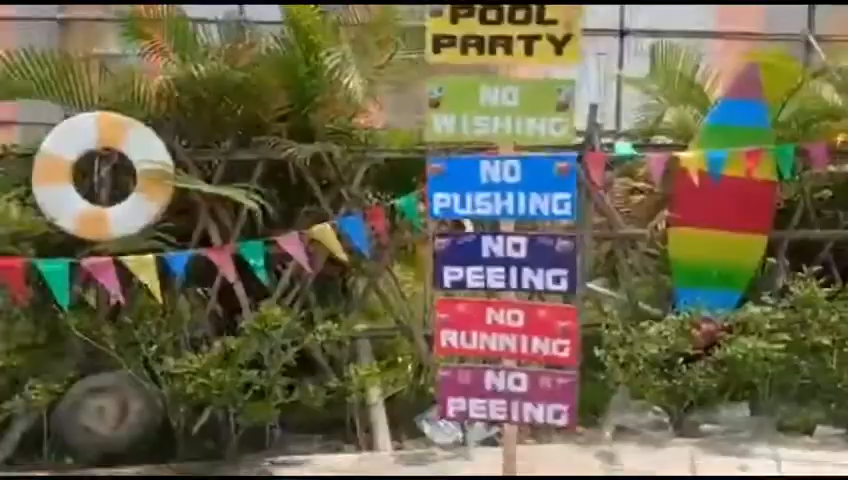 POOL
PARTY
NO
WISHING
NO
PUSHING
NO
PEEING
NO
RUNNING
NO
PEEING